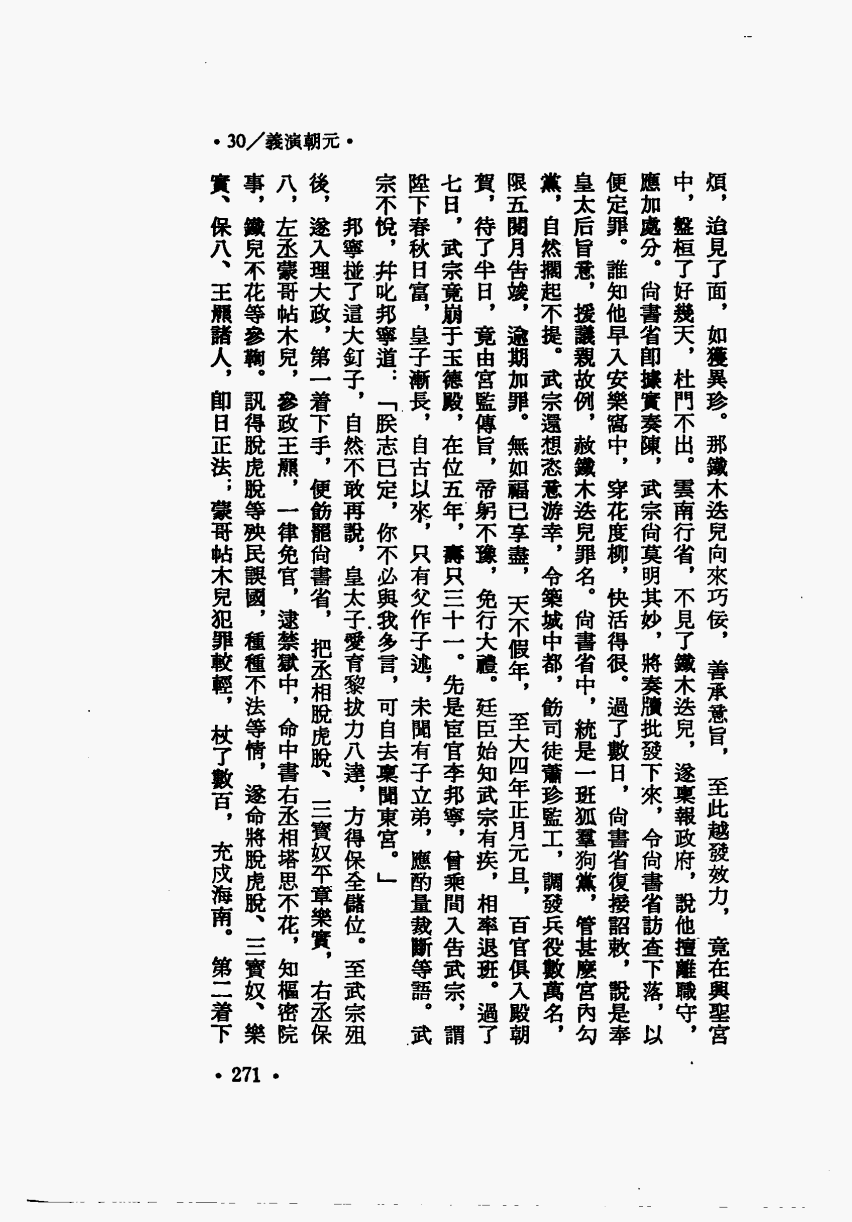 ·30/義演朝元·
煩，迨見了面，如獲異珍。那鐵木迭兒向來巧佞，善承意旨，至此越發效力，竟在興聖宮
中，盤桓了好幾天，杜門不出。雲南行省，不見了鐵木迭兒，遂稟報政府，說他擅離職守，
應加處分。尙書省卽據實奏陳，武宗尙莫明其妙，將奏牘批發下來，令尙書省訪查下落，以
便定罪。誰知他早入安樂窩中，穿花度柳，快活得很。過了數日，尙書省復接詔敕，說是奉
皇太后旨意，援議親故例，赦鐵木迭兒罪名。尙書省中，統是一班狐羣狗黨，管甚麼宮內勾
黨，自然擱起不提。武宗還想恣意游幸，令築城中都，飭司徒蕭珍監工，調發兵役數萬名，
限五閱月告竣，逾期加罪。無如福已享盡，天不假年，至大四年正月元旦，百官俱入殿朝
賀，待了半日，竟由宮監傳旨，帝躬不豫，免行大禮。廷臣始知武宗有疾，相率退班。過了
七日，武宗竟崩于玉德殿，在位五年，壽只三十一。先是宦官李邦寧，曾乘間入告武宗，謂
陛下春秋日富，皇子漸長，自古以來，只有父作子述，未聞有子立弟，應酌量裁斷等語。武
宗不悅，幷叱邦寧道：「朕志已定，你不必與我多言，可自去稟聞東宮。」
邦寧碰了這大釘子，自然不敢再說，皇太子愛育黎拔力八達，方得保全儲位。至武宗殂
後，遂入理大政，第一着下手，便飭罷尙書省，把丞相脫虎脫、三寶奴平章樂實，右丞保
八，左丞蒙哥帖木兒，參政王羆，一律免官，逮禁獄中，命中書右丞相塔思不花，知樞密院
事，鐵兒不花等參鞫。訊得脫虎脫等殃民誤國，種種不法等情，遂命將脫虎脫、三寶奴、樂
實、保八、王羆諸人，卽日正法；蒙哥帖木兒犯罪較輕，杖了數百，充戍海南。第二着下
·271·